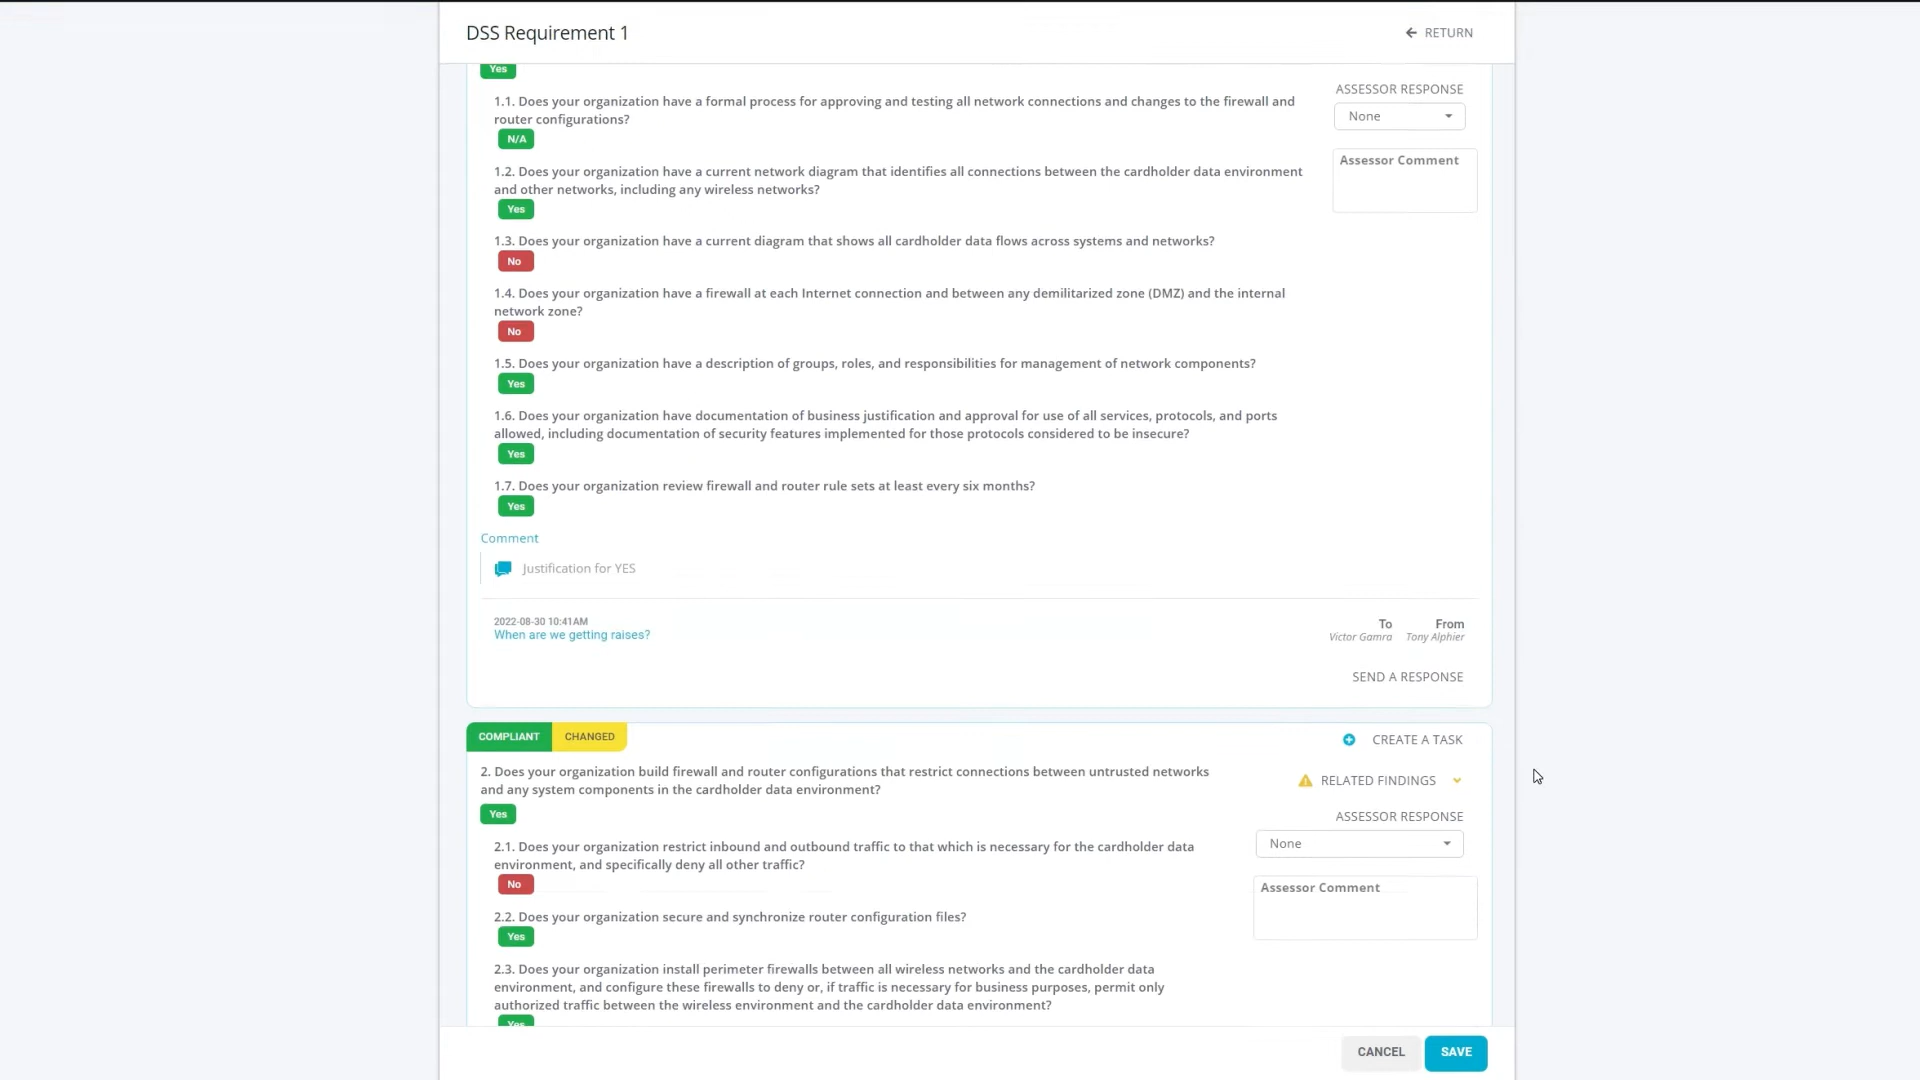 DSS Requirement 1
RETURN
Yes
ASSESSOR RESPONSE
1.1. Does your organization have a formal process for approving and testing all network connections and changes to the firewall and
router configurations?
None
N/A
Assessor Comment
1.2. Does your organization have a current network diagram that identifies all connections between the cardholder data environment
and other networks, including any wireless networks?
Yes
1.3. Does your organization have a current diagram that shows all cardholder data flows across systems and networks?
No
1.4. Does your organization have a firewall at each Internet connection and between any demilitarized zone (DMZ) and the internal
network zone?
No
1.5. Does your organization have a description of groups, roles, and responsibilities for management of network components?
Yes
1.6. Does your organization have documentation of business justification and approval for use of all services, protocols, and ports
allowed, including documentation of security features implemented for those protocols considered to be insecure?
Yes
1.7. Does your organization review firewall and router rule sets at least every six months?
Yes
Comment
Justification for YES
2022-08-30 10:41AM
When are we getting raises?
To From
Victor Gamra Tony Alphier
SEND A RESPONSE
COMPLIANT CHANGED
CREATE A TASK
2. Does your organization build firewall and router configurations that restrict connections between untrusted networks
and any system components in the cardholder data environment?
RELATED FINDINGS
Yes
ASSESSOR RESPONSE
None
2.1. Does your organization restrict inbound and outbound traffic to that which is necessary for the cardholder data
environment, and specifically deny all other traffic?
No
Assessor Comment
2.2. Does your organization secure and synchronize router configuration files?
Yes
2.3. Does your organization install perimeter firewalls between all wireless networks and the cardholder data
environment, and configure these firewalls to deny or, if traffic is necessary for business purposes, permit only
authorized traffic between the wireless environment and the cardholder data environment?
Yes
CANCEL SAVE